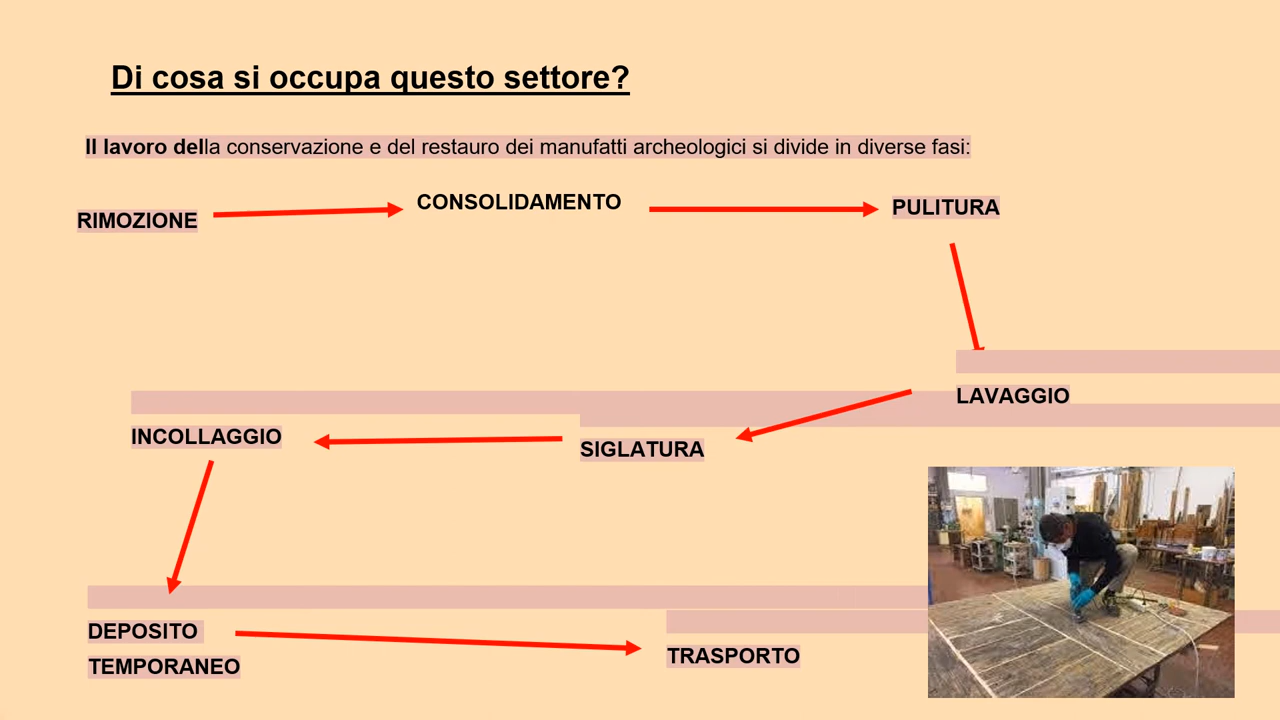 Di cosa si occupa questo settore?
Il lavoro della conservazione e del restauro dei manufatti archeologici si divide in diverse fasi:
RIMOZIONE
CONSOLIDAMENTO
PULITURA
LAVAGGIO
SIGLATURA
INCOLLAGGIO
DEPOSITO
TEMPORANEO
TRASPORTO